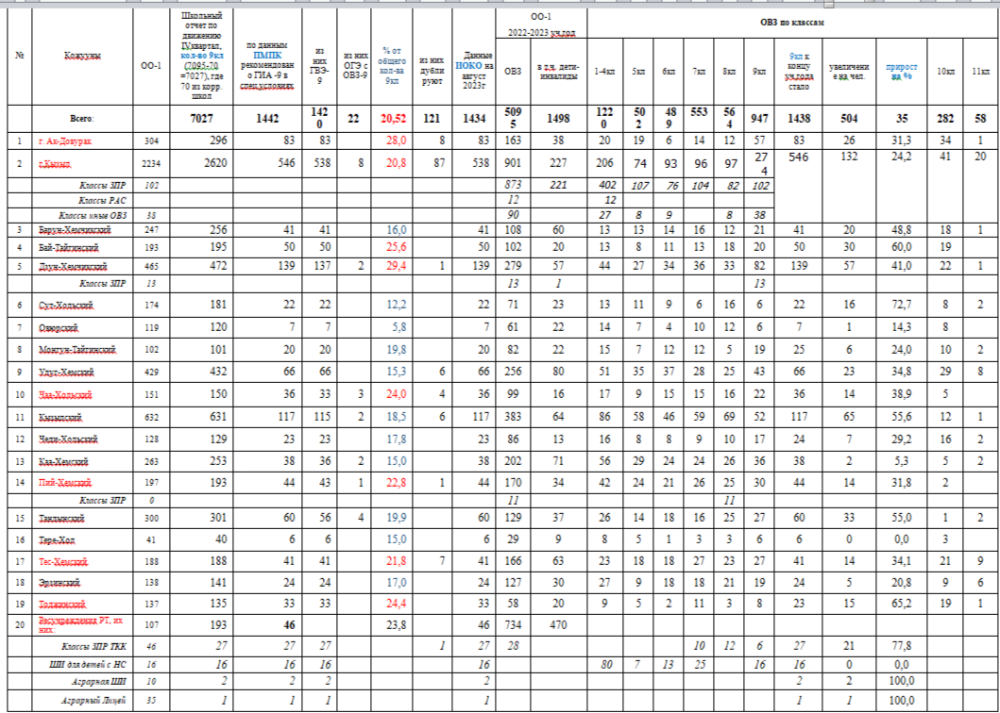 № Кожууны ОО-1 Школьный отчет по движению IVквартал, кол-во 9кл (7095-70 =7027), где 70 из корр. школ по данным ПМПК рекомендовано ГИА -9 в спец.условиях из них ГВЭ-9 из них ОГЭ с ОВЗ-9 % от общего кол-ва 9кл из них дублируют Данные ИОКО на август 2023г ОО-1 2022-2023 уч.год ОВЗ по классам
ОВЗ в т.ч. дети-инвалиды 1-4кл 5кл 6кл 7кл 8кл 9кл 9кл к концу уч.года стало увеличение на чел. прирост на % 10кл 11кл
Всего: 7027 1442 1420 22 20,52 121 1434 5095 1498 1220 502 489 553 564 947 1438 504 35 282 58
1 г. Ак-Довурак 304 296 83 83 28,0 8 83 163 38 20 19 6 14 12 57 83 26 31,3 34 1
2 г.Кызыл 2234 2620 546 538 8 20,8 87 538 901 227 206 74 93 96 97 274 546 132 24,2 41 20
Классы ЗПР 102 873 221 402 107 76 104 82 102
Классы РАС 12 12
Классы иные ОВЗ 38 90 27 8 9 8 38
3 Барун-Хемчикский 247 256 41 41 16,0 41 108 60 13 13 14 16 12 21 41 20 48,8 18 1
4 Бай-Тайгинский 193 195 50 50 25,6 50 102 20 13 8 11 13 18 20 50 30 60,0 19
5 Дзун-Хемчикский 465 472 139 137 2 29,4 1 139 279 57 44 27 34 36 33 82 139 57 41,0 22 1
Классы ЗПР 13 13 1 13
6 Сут-Хольский 174 181 22 22 12,2 22 71 23 13 11 9 6 16 6 22 16 72,7 8 2
7 Овюрский 119 120 7 7 5,8 7 61 22 14 7 4 10 12 6 7 1 14,3 8
8 Монгун-Тайгинский 102 101 20 20 19,8 20 82 22 15 7 12 12 5 19 25 6 24,0 10 2
9 Улуг-Хемский 429 432 66 66 15,3 6 66 256 80 51 35 37 28 25 43 66 23 34,8 29 8
10 Чаа-Хольский 151 150 36 33 3 24,0 4 36 99 16 17 9 15 15 16 22 36 14 38,9 5
11 Кызылский 632 631 117 115 2 18,5 6 117 383 64 86 58 46 59 69 52 117 65 55,6 12 1
12 Чеди-Хольский 128 129 23 23 17,8 23 86 13 16 8 8 9 10 17 24 7 29,2 16 2
13 Каа-Хемский 263 253 38 36 2 15,0 38 202 71 56 29 24 24 26 36 38 2 5,3 5 2
14 Пий-Хемский 197 193 44 43 1 22,8 1 44 170 34 42 24 21 26 25 30 44 14 31,8 2
Классы ЗПР 0 11 11
15 Тандынский 300 301 60 56 4 19,9 60 129 37 26 14 18 16 25 27 60 33 55,0 1 2
16 Тере-Хол 41 40 6 6 15,0 6 29 9 8 5 1 3 3 6 6 0 0,0 3
17 Тес-Хемский 188 188 41 41 21,8 7 41 166 63 23 18 18 27 23 27 41 14 34,1 21 9
18 Эрзинский 138 141 24 24 17,0 24 127 30 27 9 18 18 21 19 24 5 20,8 9 6
19 Тоджинский 137 135 33 33 24,4 33 58 20 9 5 2 11 3 8 23 15 65,2 19 1
20 Госучреждения РТ, их них: 107 193 46 23,8 46 734 470
Классы ЗПР ТКК 46 27 27 27 1 27 28 10 12 6 27 21 77,8
ШИ для детей с НС 16 16 16 16 16 80 7 13 25 16 16 0 0,0
Аграрная ШИ 10 2 2 2 2 2 2 100,0
Аграрный Лицей 35 1 1 1 1 1 1 100,0